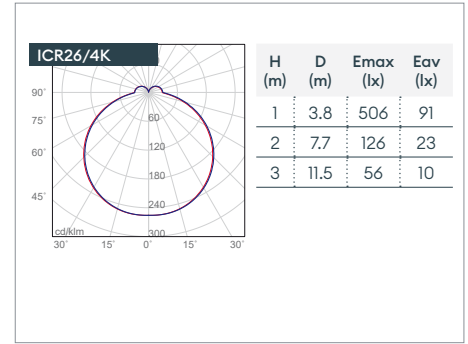 ICR26/4K
90°
75°
60°
45°
60
120
180
240
300
cd/klm
30° 15° 0° 15° 30°
H D Emax Eav
(m) (m) (lx) (lx)
1 3.8 506 91
2 7.7 126 23
3 11.5 56 10